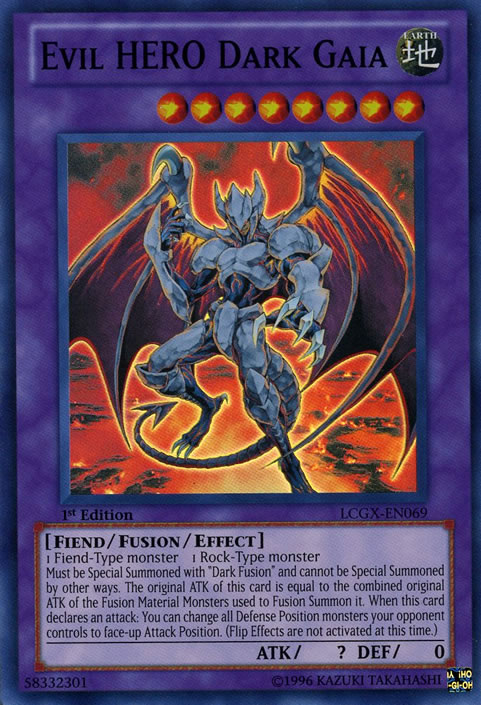 EVIL HERO DARK GAIA
EARTH
地
1st Edition
LCGX-EN069
[FIEND/FUSION/EFFECT]
1 Fiend-Type monster 1 Rock-Type monster
Must be Special Summoned with "Dark Fusion" and cannot be Special Summoned
by other ways. The original ATK of this card is equal to the combined original
ATK of the Fusion Material Monsters used to Fusion Summon it. When this card
declares an attack: You can change all Defense Position monsters your opponent
controls to face-up Attack Position. (Flip Effects are not activated at this time.)
ATK/ ? DEF/ 0
58332301
©1996 KAZUKI TAKAHASHI